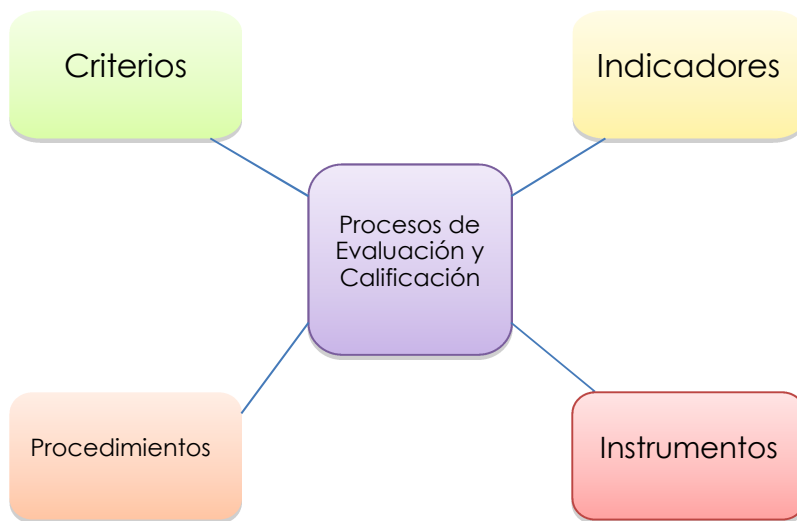 Criterios
Indicadores
Procesos de
Evaluación y
Calificación
Procedimientos
Instrumentos